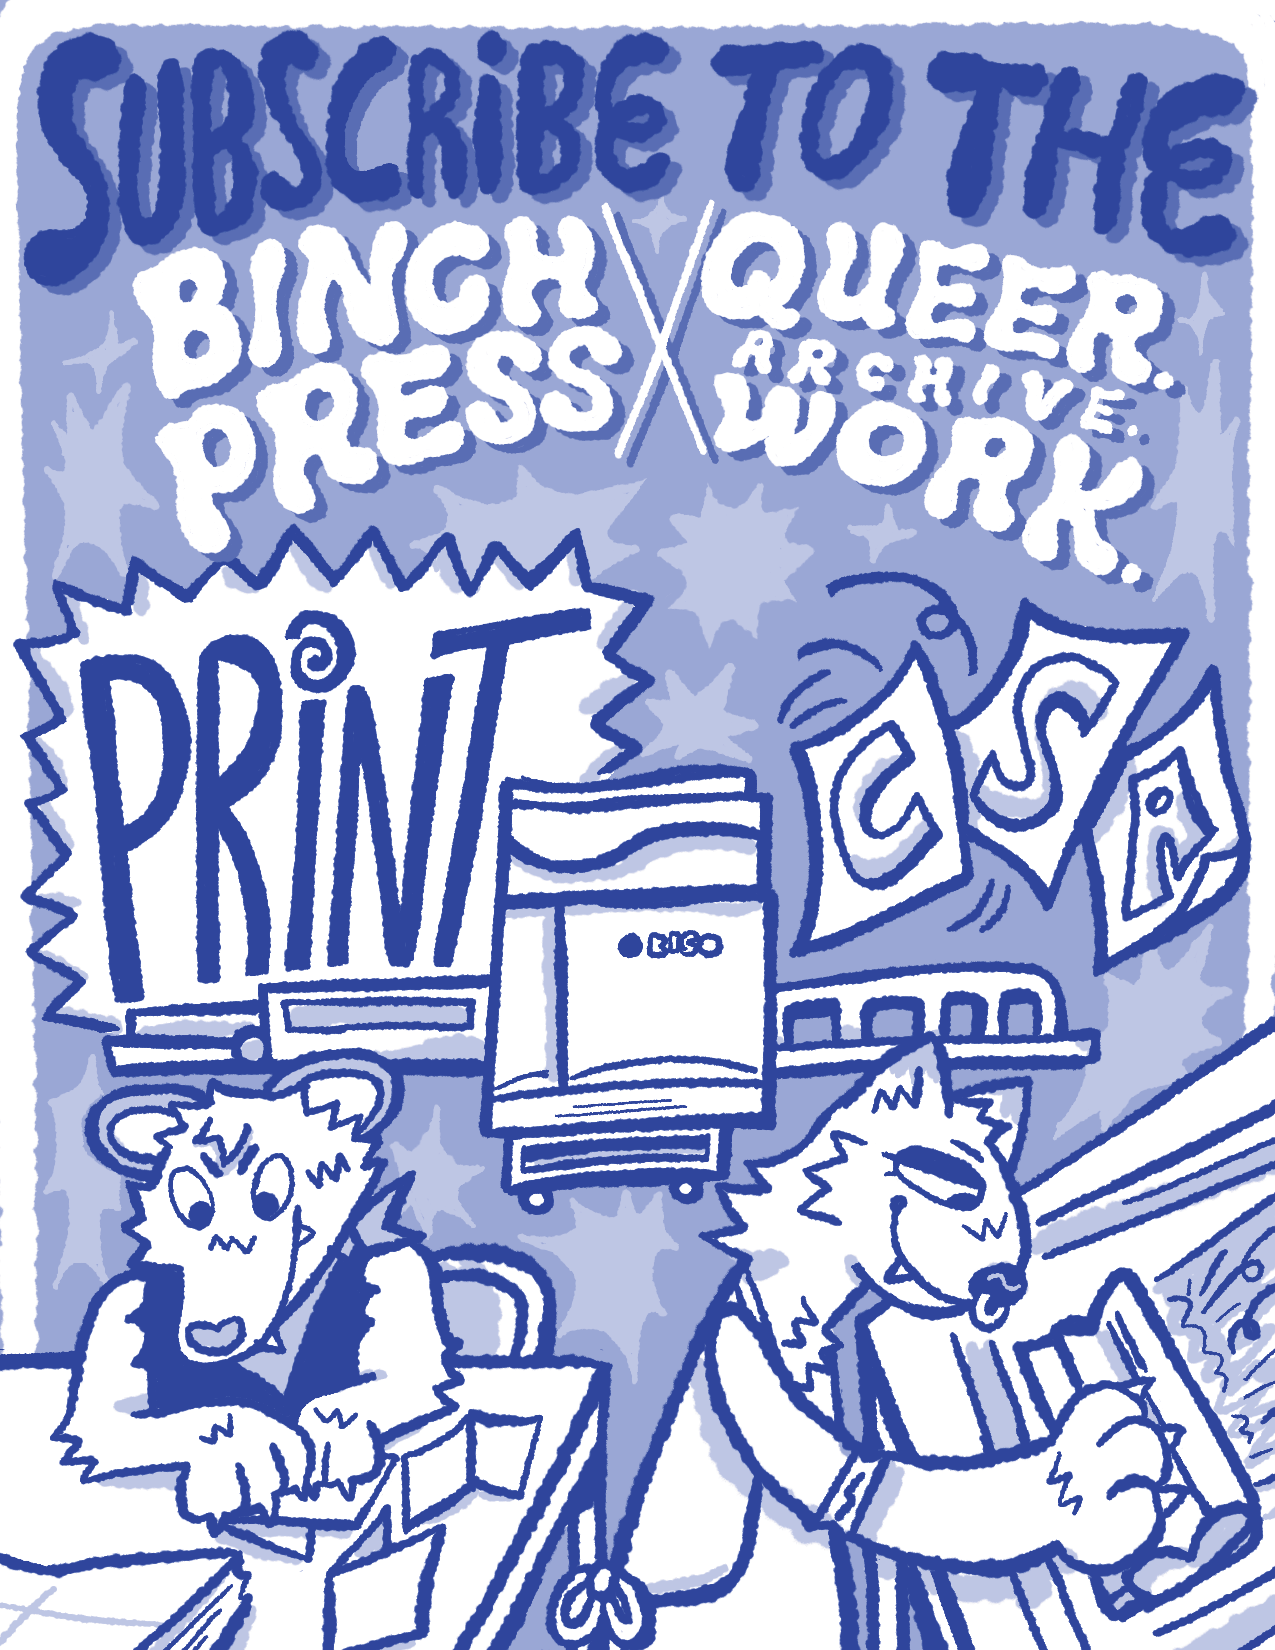 SUBSCRiBE TO THE
BINCH PRESS X QUEER. ARCHIVE. WORK.
PRiNT
CSA
RISO